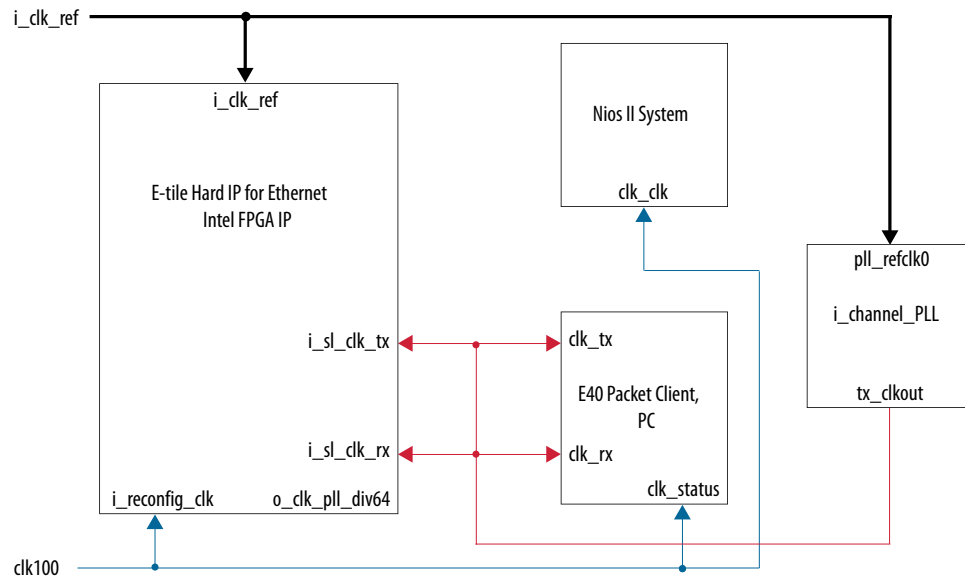 i_clk_ref
i_clk_ref
E-tile Hard IP for Ethernet
Intel FPGA IP
i_sl_clk_tx
i_sl_clk_rx
i_reconfig_clk
o_clk_pll_div64
Nios II System
clk_clk
clk_tx
E40 Packet Client,
PC
clk_rx
clk_status
pll_refclk0
i_channel_PLL
tx_clkout
clk100